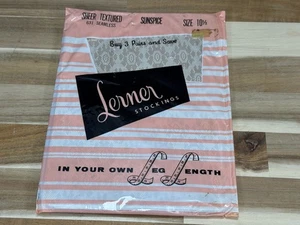 SHEER TEXTURED SUNSPICE SIZE 10½
Buy 3 Pairs and Save
Lerner
STOCKINGS
IN YOUR OWN LEG LENGTH